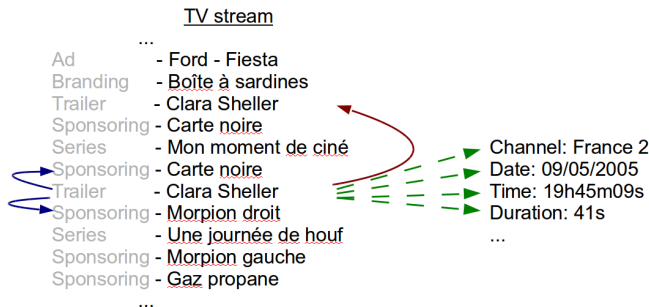 TV stream
...
Ad - Ford - Fiesta
Branding - Boîte à sardines
Trailer - Clara Sheller
Sponsoring - Carte noire
Series - Mon moment de ciné
Sponsoring - Carte noire
Trailer - Clara Sheller
Sponsoring - Morpion droit
Series - Une journée de houf
Sponsoring - Morpion gauche
Sponsoring - Gaz propane
...
Channel: France 2
Date: 09/05/2005
Time: 19h45m09s
Duration: 41s
...